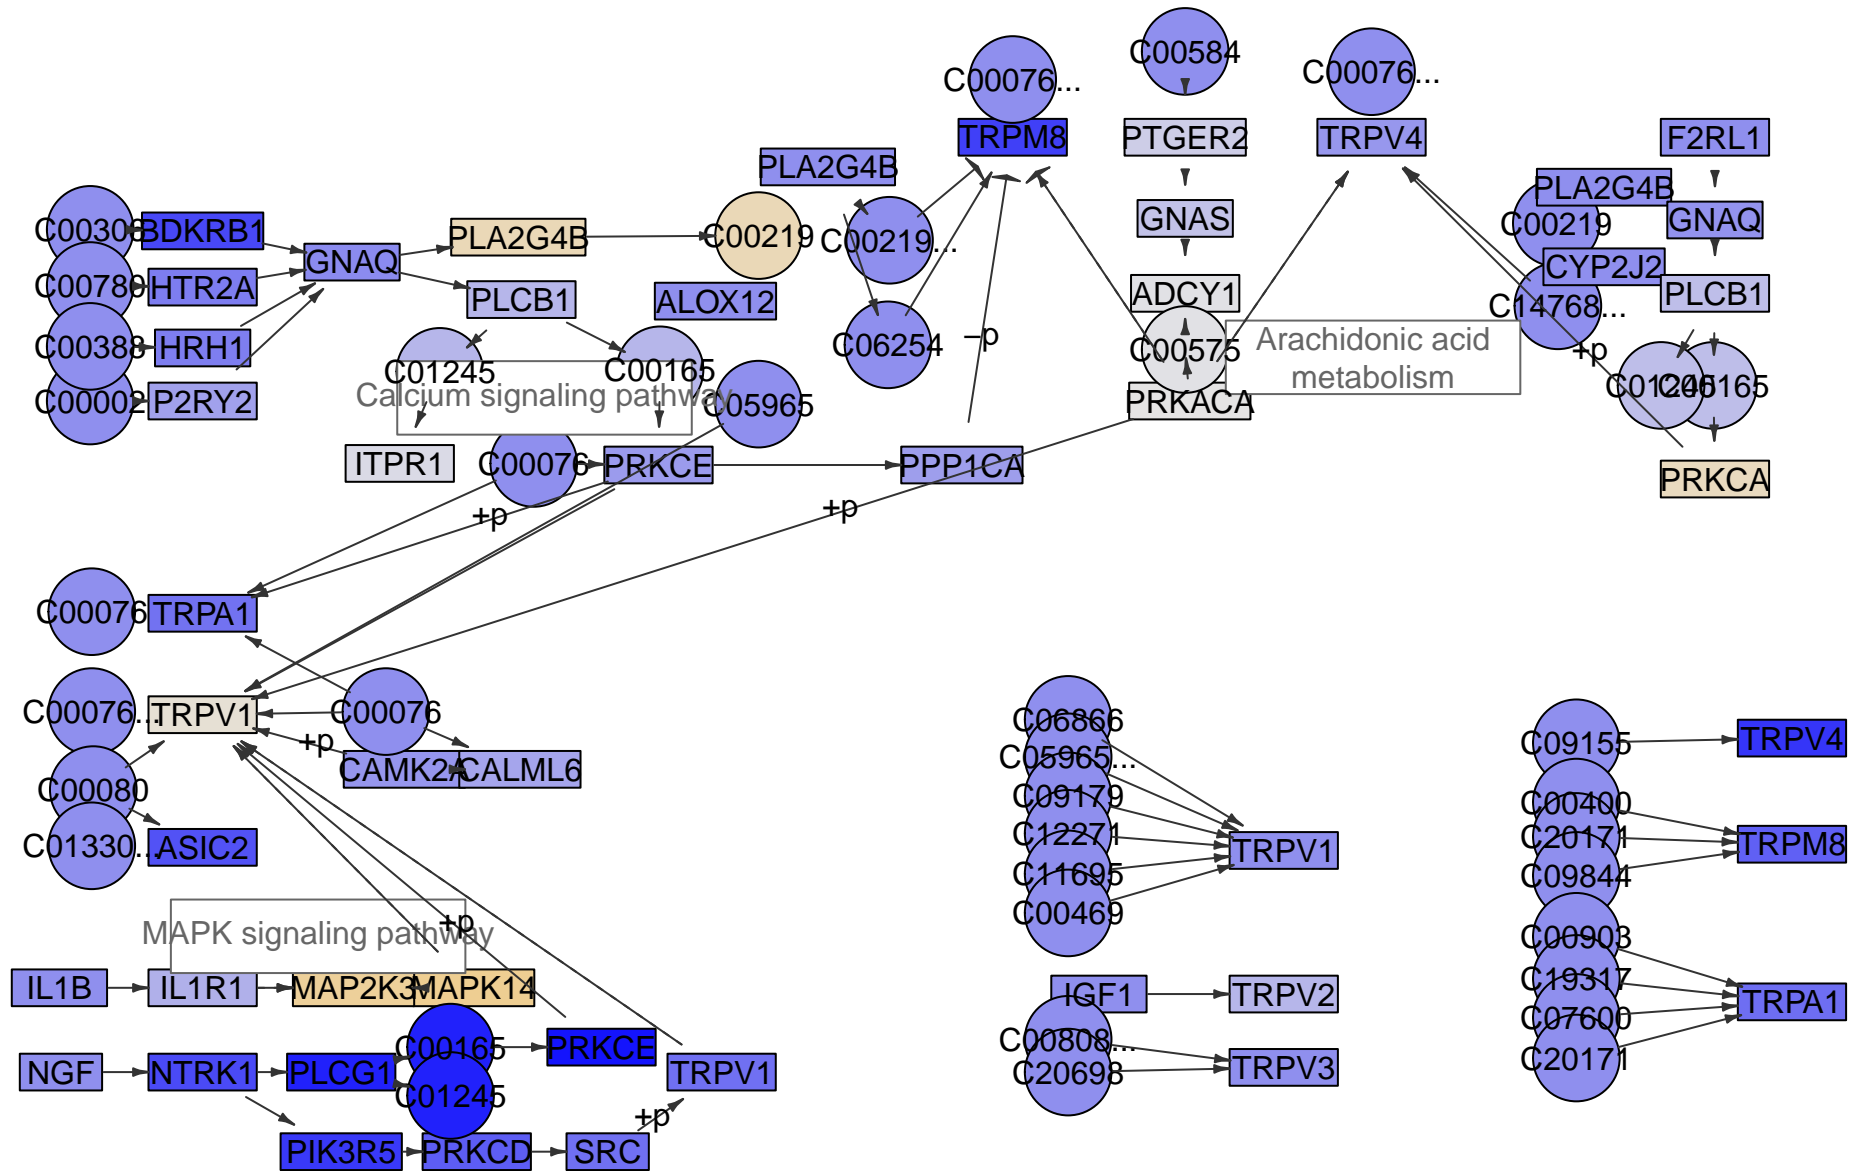 C00584
C00076...
C00076...
TRPM8
PTGER2
TRPV4
F2RL1
PLA2G4B
PLA2G4B
C00219
GNAS
GNAQ
BDKRB1
PLA2G4B
C00219
C00219...
GNAQ
CYP2J2
HTR2A
C00780
PLCB1
ALOX12
ADCY1
PLCB1
C14768...
C00388
HRH1
C06254
–p
C00575
Arachidonic acid
metabolism
+p
C01245
C00165
Calcium signaling pathway
C00002
P2RY2
C05965
PRKACA
C01245
C00165
ITPR1
C00076
PRKCE
PPP1CA
PRKCA
+p
+p
C00076
TRPA1
C00076...
TRPV1
C00076
+p
CAMK2A
CALML6
C00080
C01330...
ASIC2
C06866
C05965...
C09179
C12271
C11695
C00469
TRPV1
C09155
TRPV4
C00400
C20171
C09844
TRPM8
C00903
C19317
C07600
C20171
TRPA1
MAPK signaling pathway
+p
IL1B
IL1R1
MAP2K3
MAPK14
IGF1
TRPV2
C00165
PRKCE
C00808...
C20698
TRPV3
NGF
NTRK1
PLCG1
C01245
TRPV1
+p
PIK3R5
PRKCD
SRC